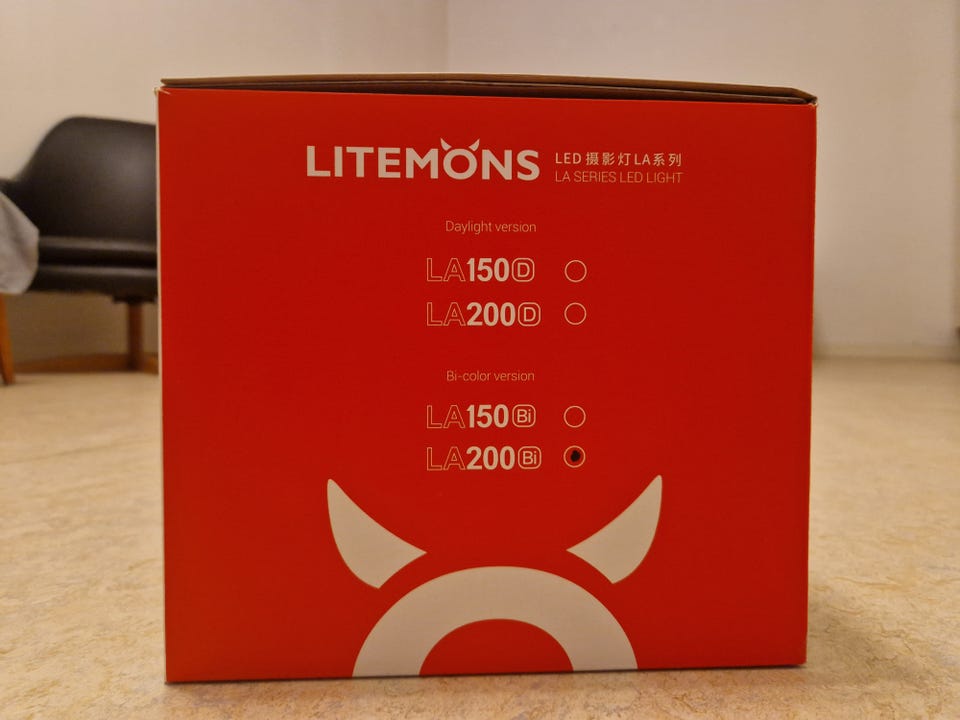 LITEMONS
LED 摄影灯LA系列
LA SERIES LED LIGHT
Daylight version
LA150D
LA200D
Bi-color version
LA150Bi
LA200Bi